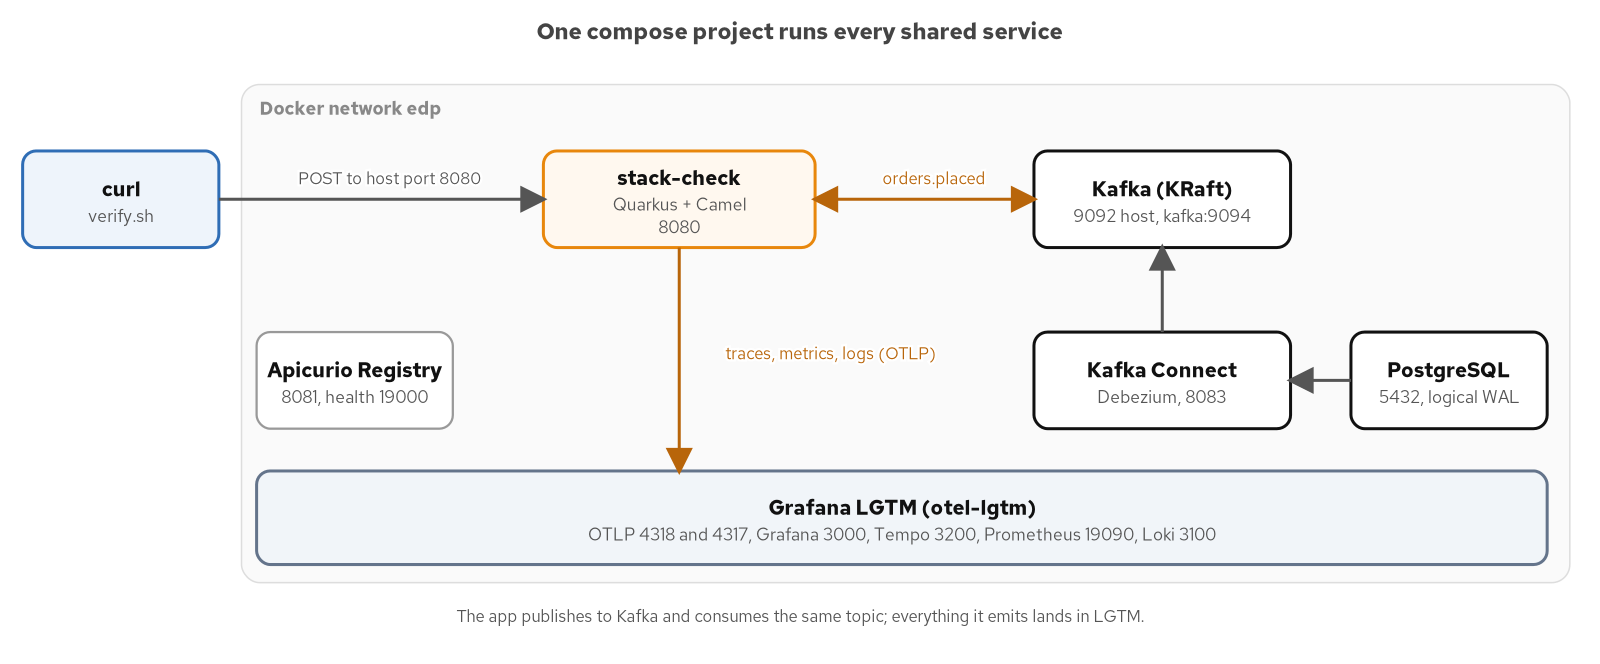 One compose project runs every shared service
Docker network edp
curl
verify.sh
POST to host port 8080
stack-check
Quarkus + Camel
8080
orders.placed
Kafka (KRaft)
9092 host, kafka:9094
Apicurio Registry
8081, health 19000
traces, metrics, logs (OTLP)
Kafka Connect
Debezium, 8083
PostgreSQL
5432, logical WAL
Grafana LGTM (otel-lgtm)
OTLP 4318 and 4317, Grafana 3000, Tempo 3200, Prometheus 19090, Loki 3100
The app publishes to Kafka and consumes the same topic; everything it emits lands in LGTM.